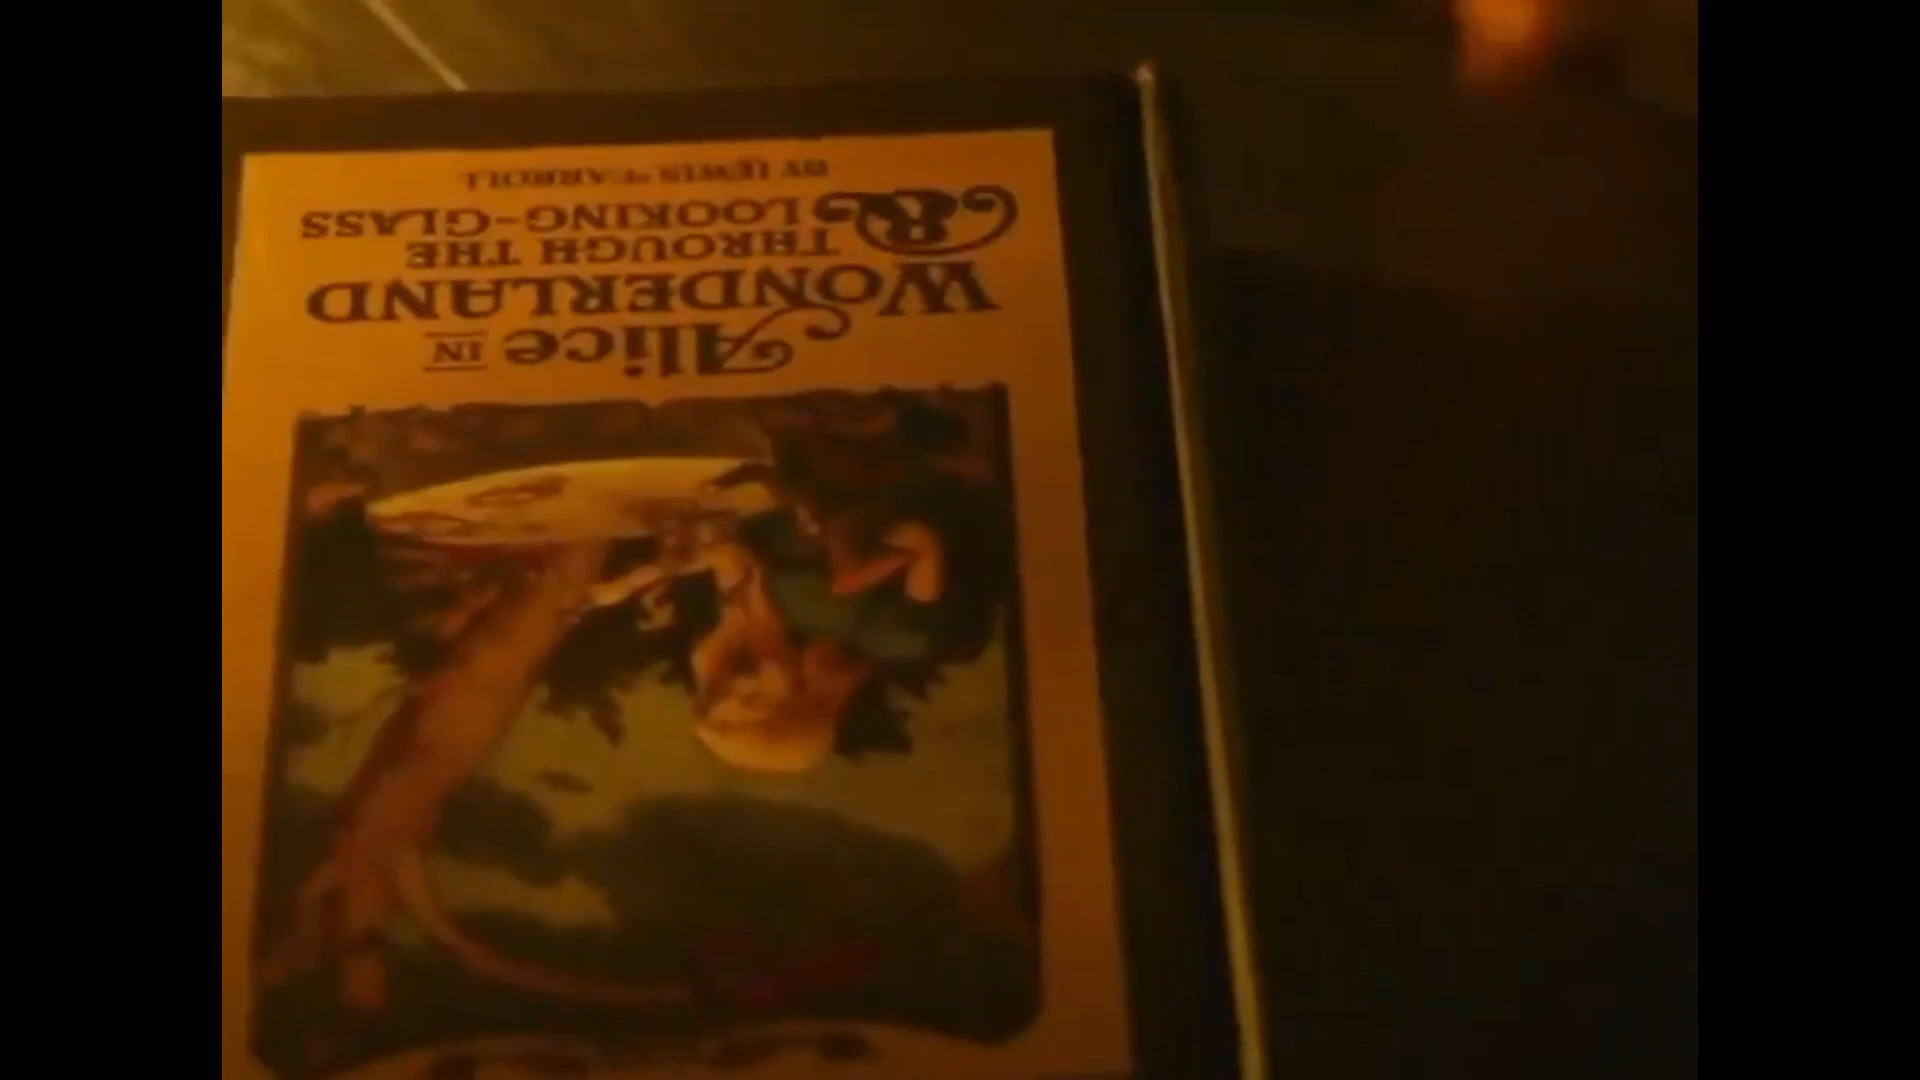 Alice IN
WONDERLAND
THROUGH THE
& LOOKING-GLASS
BY LEWIS CARROLL